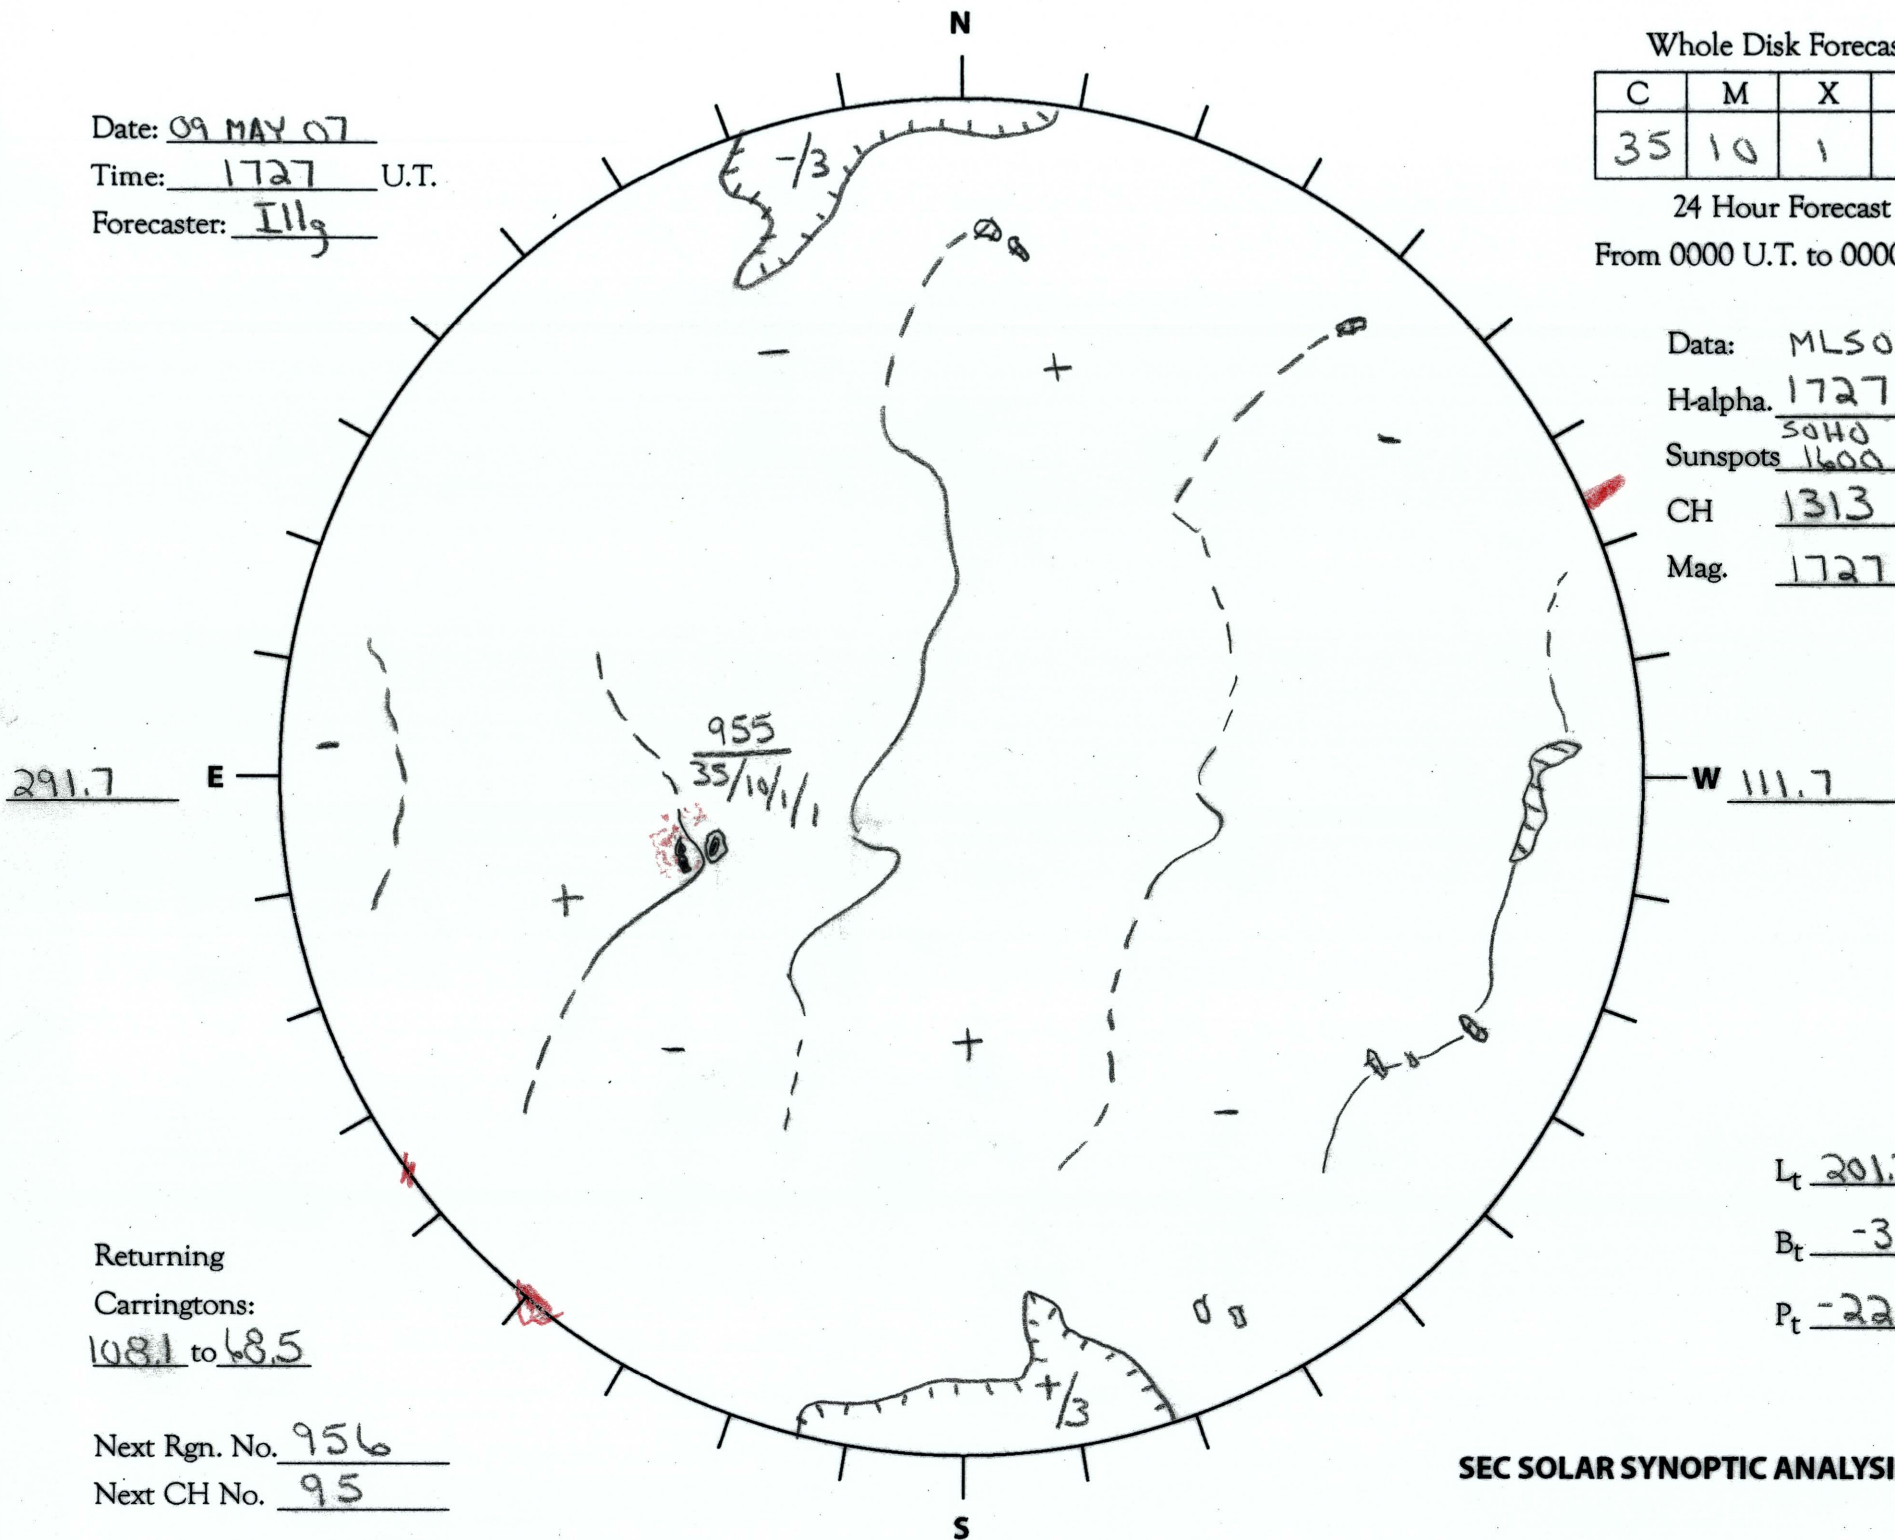 N
Date: 09 MAY 07
Time: 1727 U.T.
Forecaster: Illg
Whole Disk Forecas
C M X
35 10 1
24 Hour Forecast
From 0000 U.T. to 0000
-/3
Data: MLSO
H-alpha. 1727
SOHO
Sunspots 1600
CH 1313
Mag. 1727
-
+
-
955
35/10/1/1
-
291.7 E
W 111.7
+
-
+
-
Lt 201.
Bt -3
Pt -22
Returning
Carringtons:
108.1 to 68.5
+/3
Next Rgn. No. 956
Next CH No. 95
SEC SOLAR SYNOPTIC ANALYSI
S